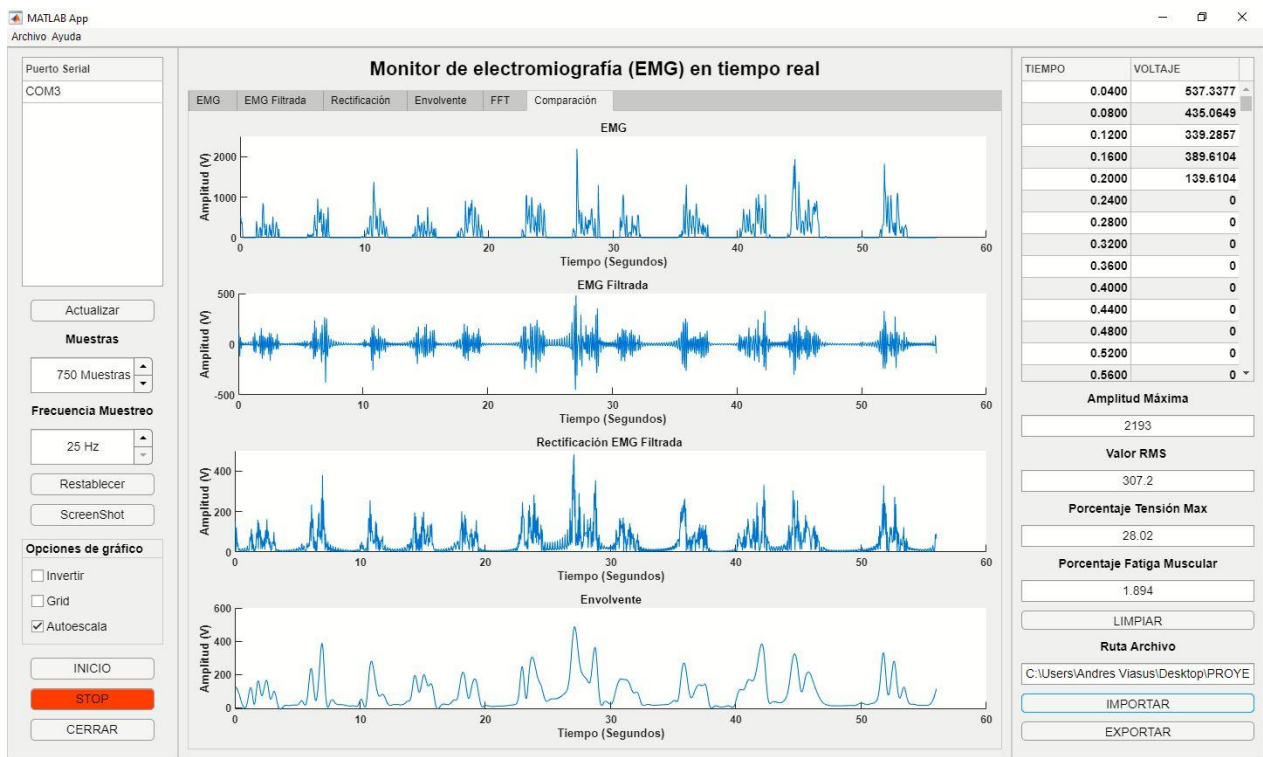 MATLAB App
Archivo Ayuda
Puerto Serial
COM3
Actualizar
Muestras
750 Muestras
Frecuencia Muestreo
25 Hz
Restablecer
ScreenShot
Opciones de gráfico
Invertir
Grid
Autoescala
INICIO
STOP
CERRAR
Monitor de electromiografía (EMG) en tiempo real
EMG EMG Filtrada Rectificación Envolvente FFT Comparación
EMG
Amplitud (V)
2000
1000
0
0 10 20 30 40 50 60
Tiempo (Segundos)
EMG Filtrada
Amplitud (V)
500
0
-500
0 10 20 30 40 50 60
Tiempo (Segundos)
Rectificación EMG Filtrada
Amplitud (V)
400
200
0
0 10 20 30 40 50 60
Tiempo (Segundos)
Envolvente
Amplitud (V)
600
400
200
0
0 10 20 30 40 50 60
Tiempo (Segundos)
TIEMPO VOLTAJE
0.0400 537.3377
0.0800 435.0649
0.1200 339.2857
0.1600 389.6104
0.2000 139.6104
0.2400 0
0.2800 0
0.3200 0
0.3600 0
0.4000 0
0.4400 0
0.4800 0
0.5200 0
0.5600 0
Amplitud Máxima
2193
Valor RMS
307.2
Porcentaje Tensión Max
28.02
Porcentaje Fatiga Muscular
1.894
LIMPIAR
Ruta Archivo
C:\Users\Andres Viasus\Desktop\PROYE
IMPORTAR
EXPORTAR